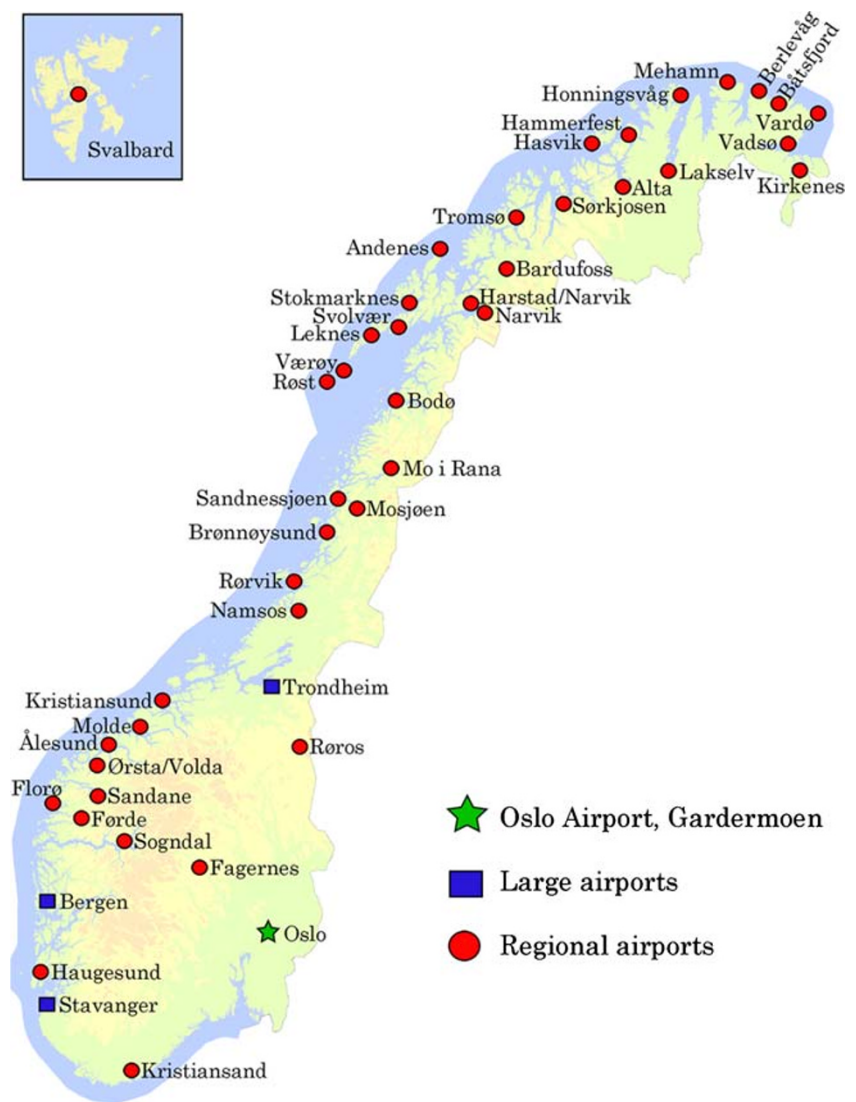 Svalbard
Berlevåg
Båtsfjord
Mehamn
Honningsvåg
Vardø
Hammerfest
Hasvik
Vadsø
Lakselv
Kirkenes
Alta
Sørkjosen
Tromsø
Andenes
Bardufoss
Stokmarknes
Harstad/Narvik
Svolvær
Narvik
Leknes
Værøy
Røst
Bodø
Mo i Rana
Sandnessjøen
Mosjøen
Brønnøysund
Rørvik
Namsos
Trondheim
Kristiansund
Molde
Ålesund
Røros
Ørsta/Volda
Florø
Sandane
Førde
Sogndal
Fagernes
Bergen
Oslo
Haugesund
Stavanger
Kristiansand
Oslo Airport, Gardermoen
Large airports
Regional airports